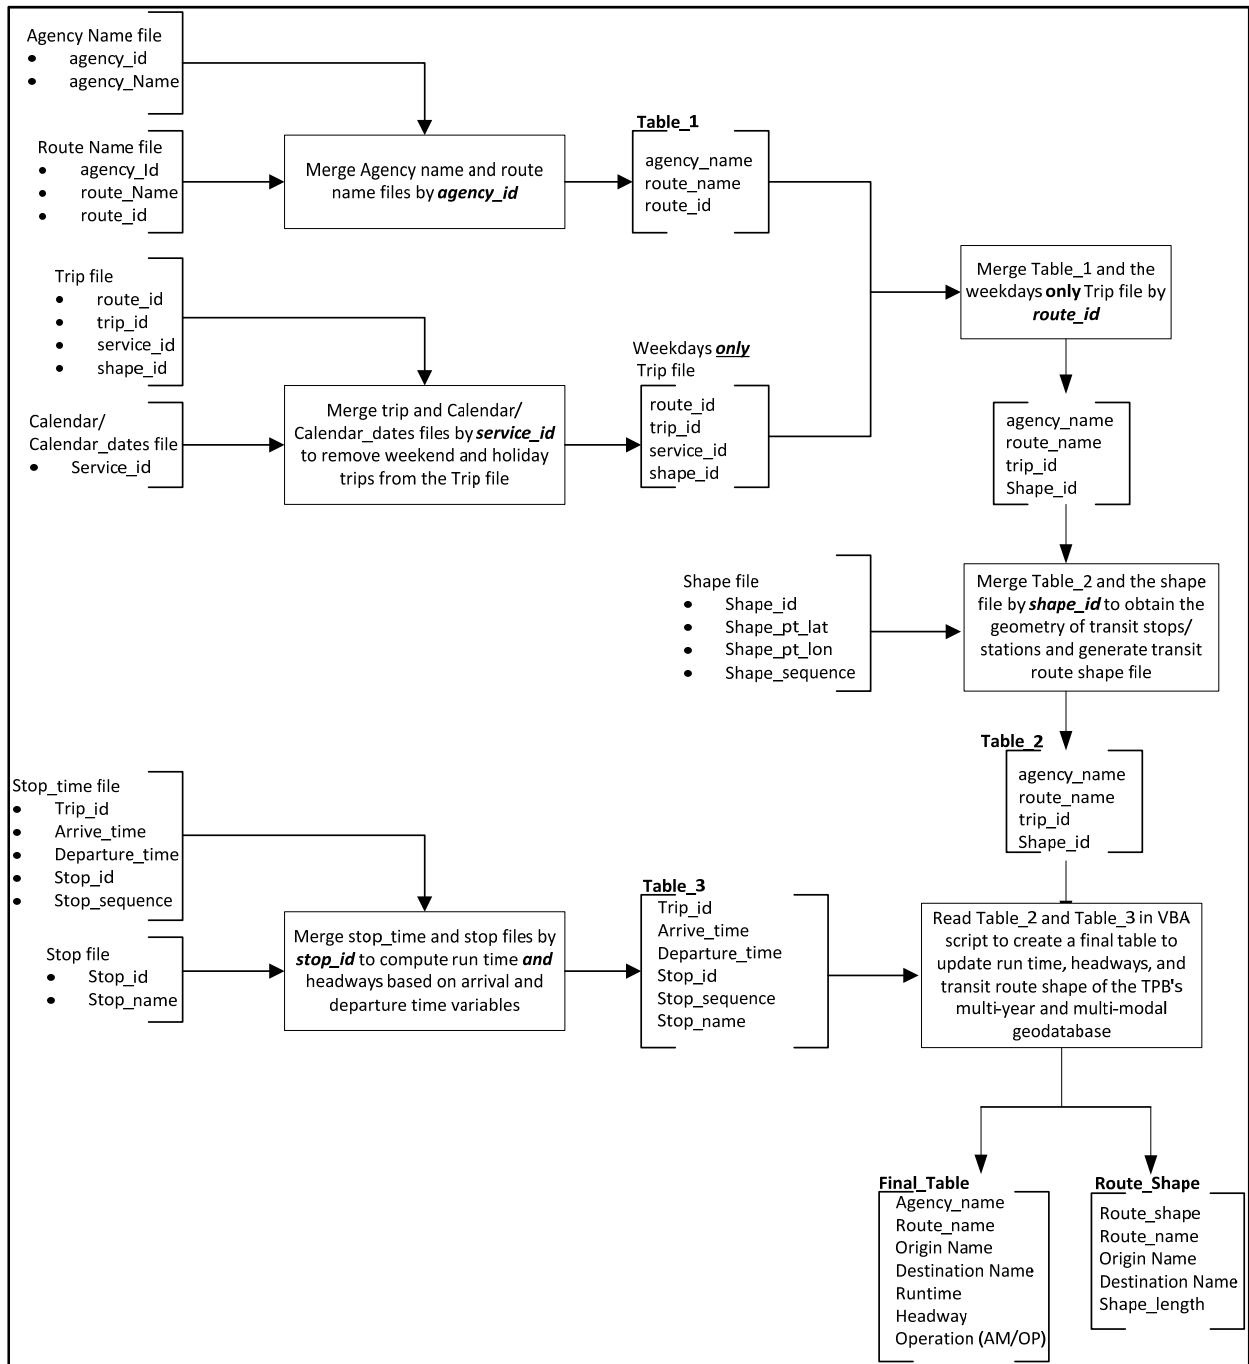 Agency Name file
• agency_id
• agency_Name
Route Name file
• agency_Id
• route_Name
• route_id
Merge Agency name and route
name files by agency_id
Table_1
agency_name
route_name
route_id
Trip file
• route_id
• trip_id
• service_id
• shape_id
Calendar/
Calendar_dates file
• Service_id
Merge trip and Calendar/
Calendar_dates files by service_id
to remove weekend and holiday
trips from the Trip file
Weekdays only
Trip file
route_id
trip_id
service_id
shape_id
Merge Table_1 and the
weekdays only Trip file by
route_id
agency_name
route_name
trip_id
Shape_id
Shape file
• Shape_id
• Shape_pt_lat
• Shape_pt_lon
• Shape_sequence
Merge Table_2 and the shape
file by shape_id to obtain the
geometry of transit stops/
stations and generate transit
route shape file
Table_2
agency_name
route_name
trip_id
Shape_id
Stop_time file
• Trip_id
• Arrive_time
• Departure_time
• Stop_id
• Stop_sequence
Stop file
• Stop_id
• Stop_name
Merge stop_time and stop files by
stop_id to compute run time and
headways based on arrival and
departure time variables
Table_3
Trip_id
Arrive_time
Departure_time
Stop_id
Stop_sequence
Stop_name
Read Table_2 and Table_3 in VBA
script to create a final table to
update run time, headways, and
transit route shape of the TPB's
multi-year and multi-modal
geodatabase
Final_Table
Agency_name
Route_name
Origin Name
Destination Name
Runtime
Headway
Operation (AM/OP)
Route_Shape
Route_shape
Route_name
Origin Name
Destination Name
Shape_length